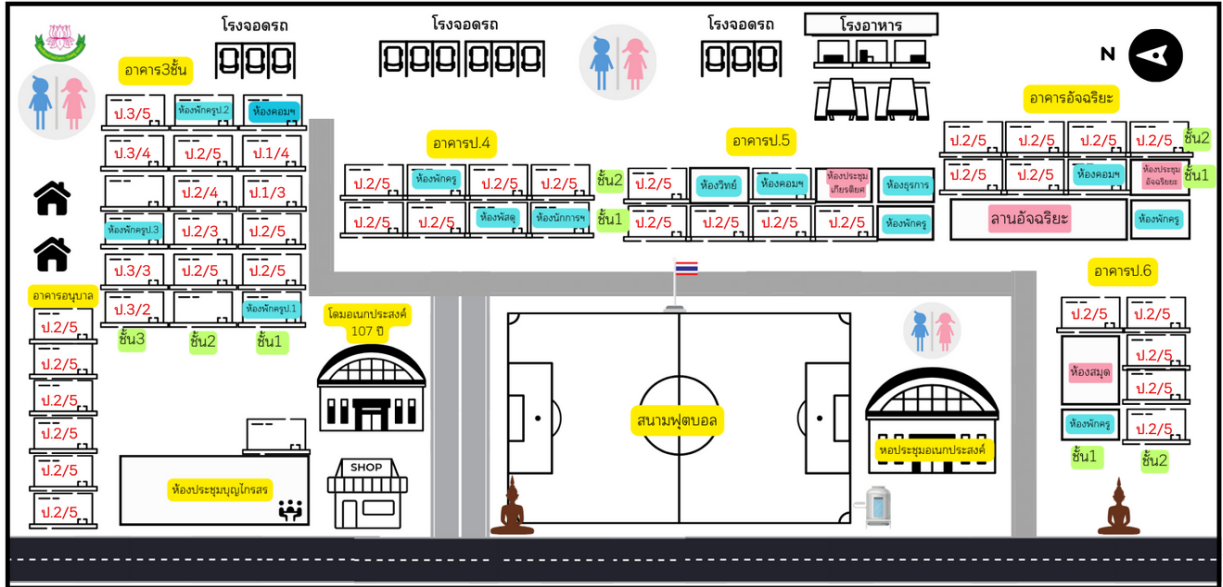 โรงจอดรถ
โรงจอดรถ
โรงจอดรถ
โรงอาหาร
N
อาคาร3ชั้น
ป.3/5
ห้องพักครูป.2
ห้องคอมฯ
ป.3/4
ป.2/5
ป.1/4
ป.2/4
ป.1/3
ห้องพักครูป.3
ป.2/3
ป.2/5
ป.3/3
ป.2/5
ป.2/5
ป.3/2
ห้องพักครูป.1
ชั้น3
ชั้น2
ชั้น1
อาคารป.4
ป.2/5
ห้องพักครู
ป.2/5
ป.2/5
ชั้น2
ป.2/5
ป.2/5
ห้องพัสดุ
ห้องนักการฯ
ชั้น1
อาคารป.5
ป.2/5
ห้องวิทย์
ห้องคอมฯ
ห้องประชุม
เกียรติยศ
ห้องธุรการ
ป.2/5
ป.2/5
ป.2/5
ป.2/5
ห้องพักครู
อาคารอัจฉริยะ
ป.2/5
ป.2/5
ป.2/5
ป.2/5
ชั้น2
ป.2/5
ป.2/5
ห้องคอมฯ
ห้องประชุม
อัจฉริยะ
ชั้น1
ลานอัจฉริยะ
ห้องพักครู
อาคารอนุบาล
ป.2/5
ป.2/5
ป.2/5
ป.2/5
ป.2/5
ป.2/5
โดมอเนกประสงค์
107 ปี
ห้องประชุมบุญไกรสร
SHOP
สนามฟุตบอล
หอประชุมอเนกประสงค์
อาคารป.6
ป.2/5
ป.2/5
ห้องสมุด
ป.2/5
ป.2/5
ห้องพักครู
ป.2/5
ชั้น1
ชั้น2